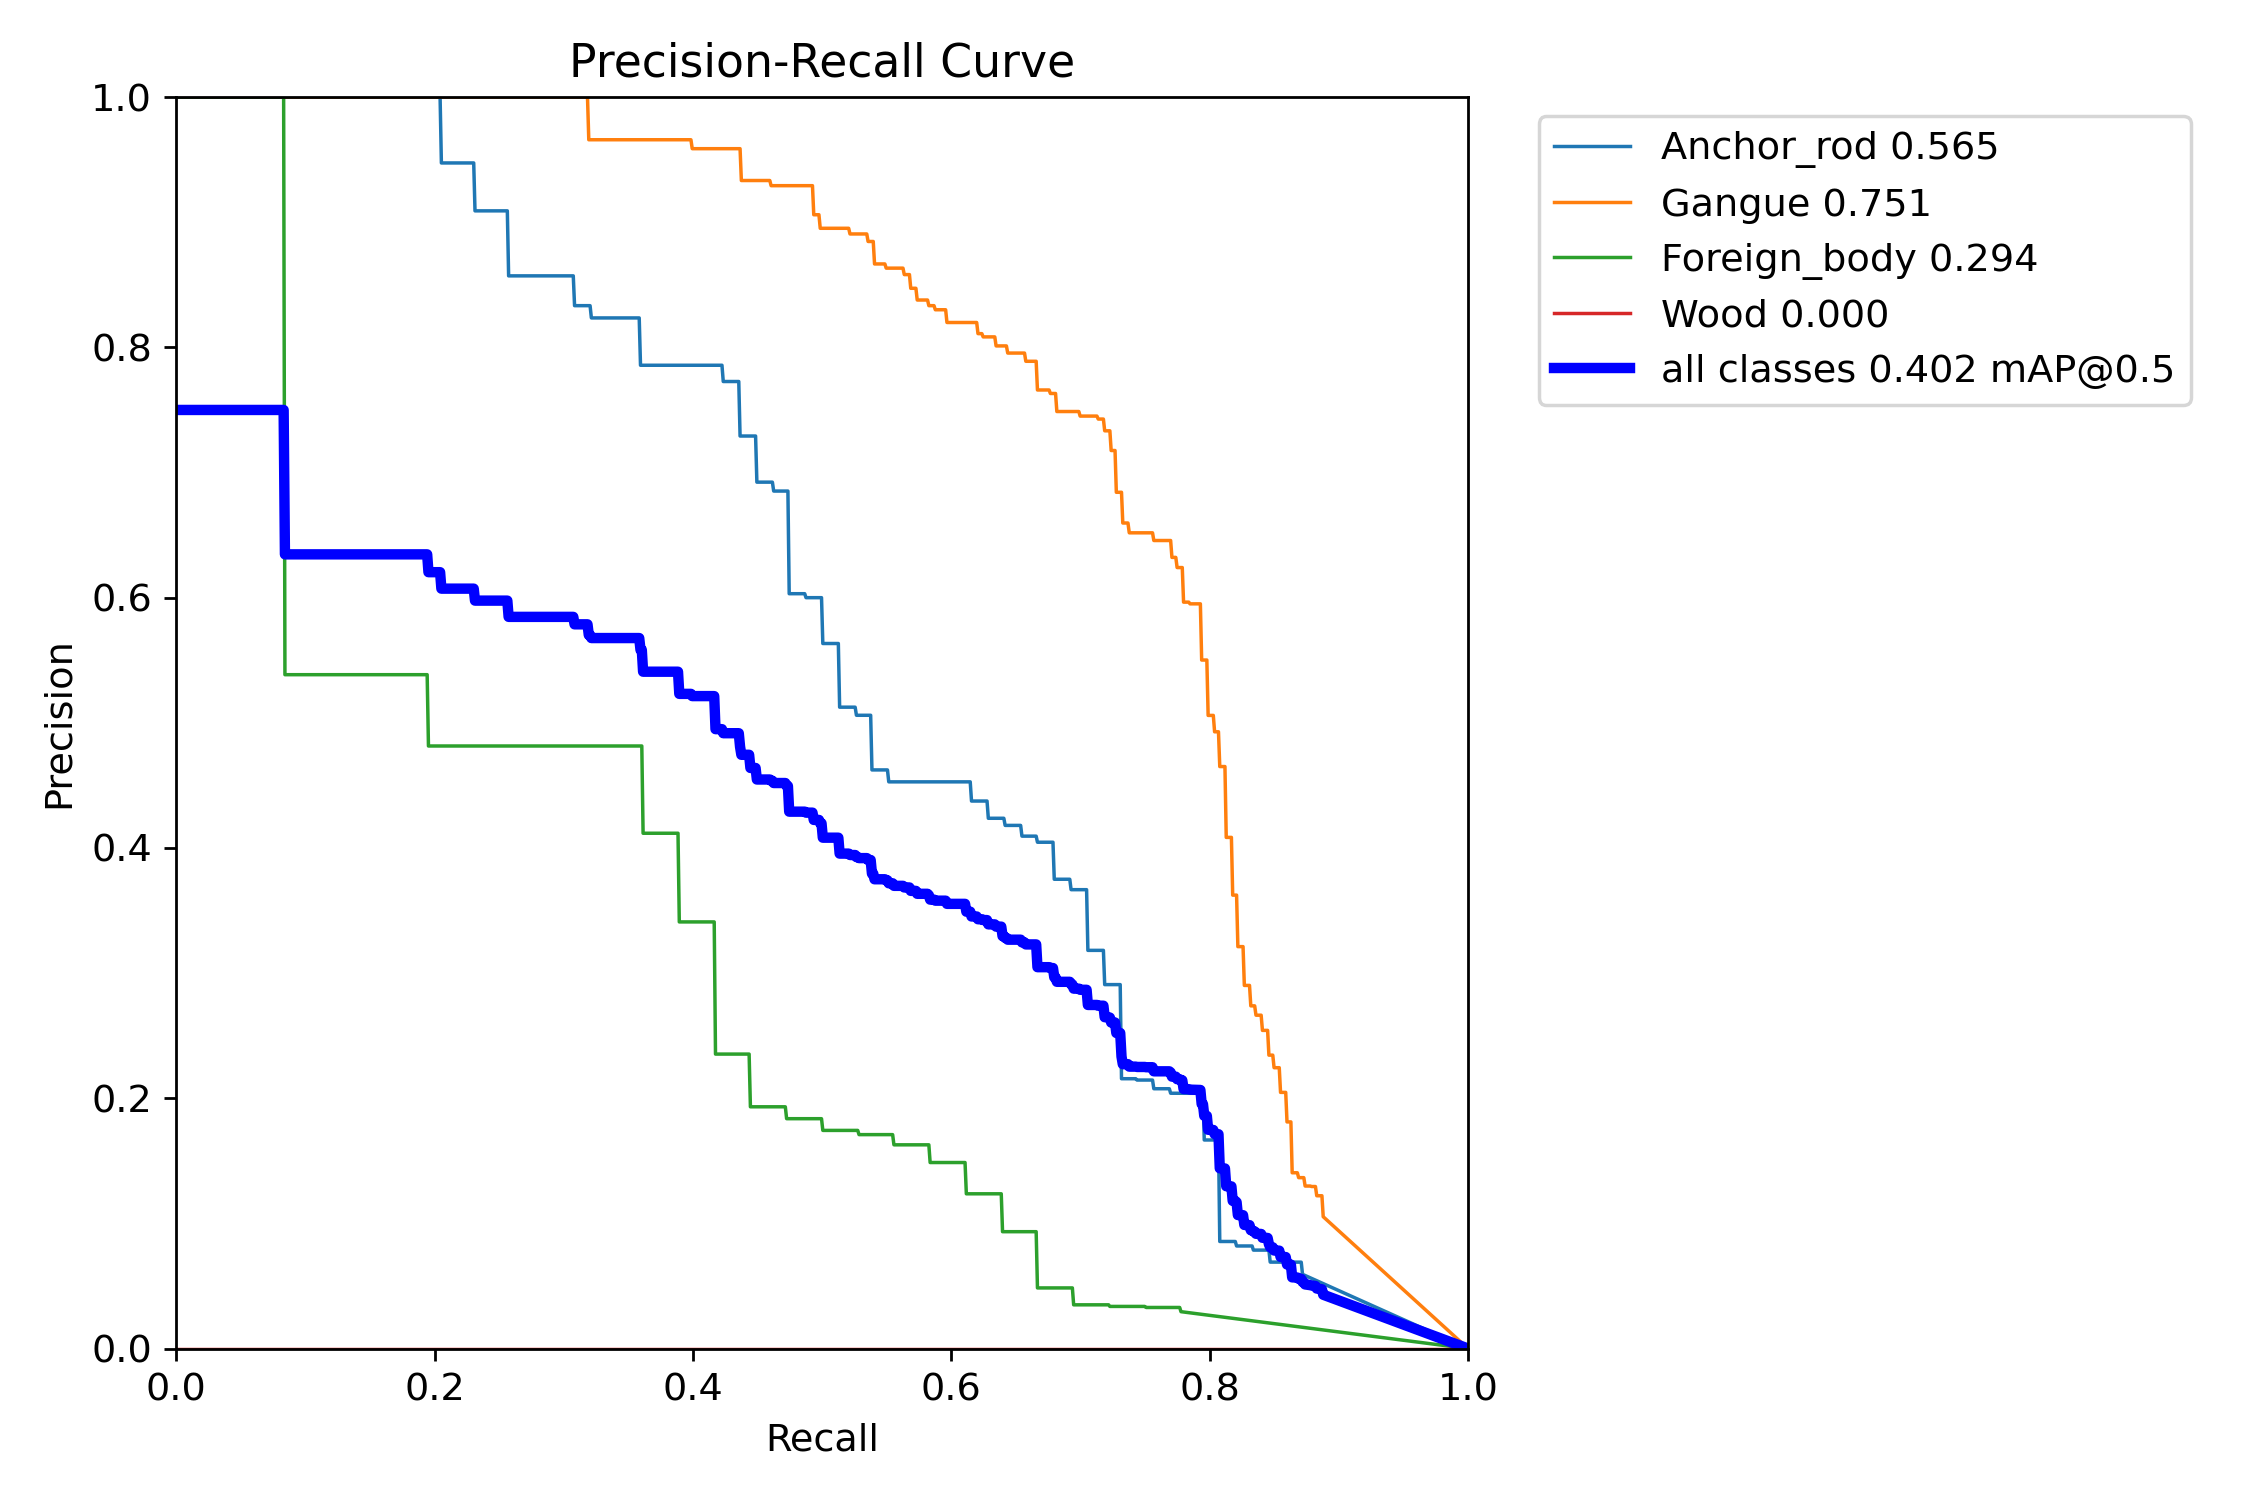 Precision-Recall Curve
1.0
0.8
0.6
0.4
0.2
0.0
Precision
0.0 0.2 0.4 0.6 0.8 1.0
Recall
Anchor_rod 0.565
Gangue 0.751
Foreign_body 0.294
Wood 0.000
all classes 0.402 mAP@0.5